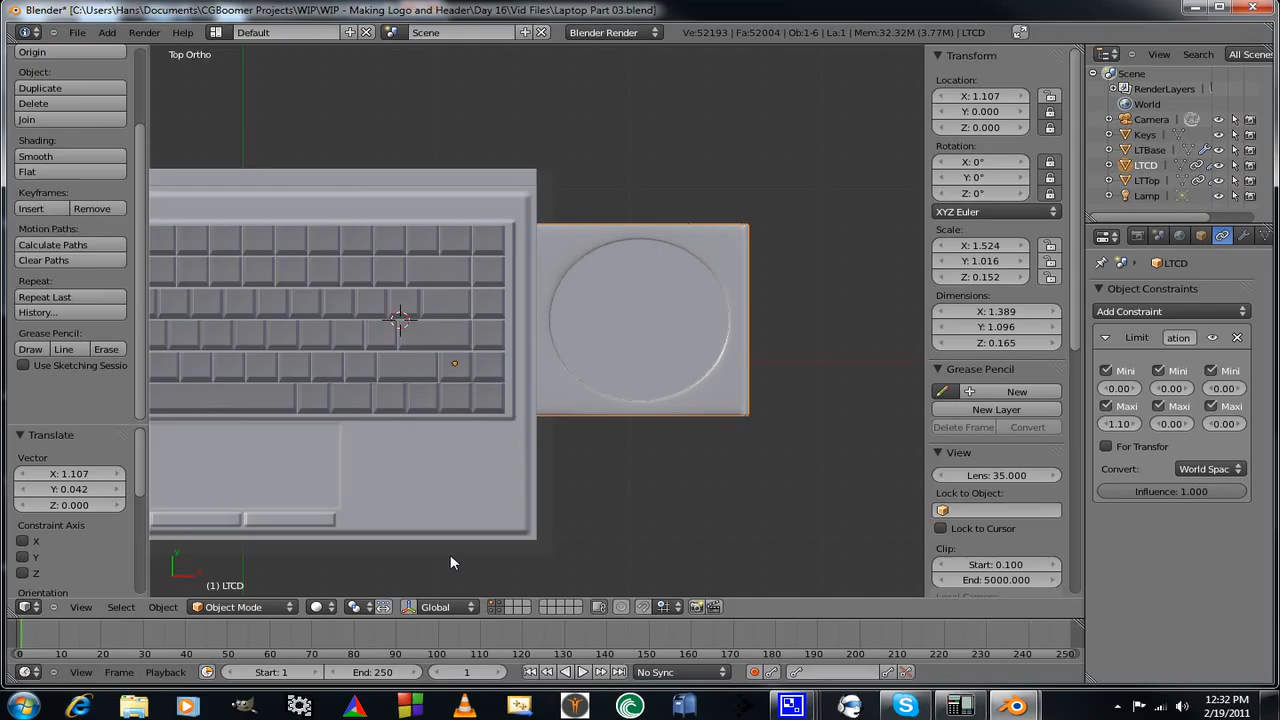 Blender* [C:\Users\Hans\Documents\CGBoomer Projects\WIP\WIP - Making Logo and Header\Day 16\Vid Files\Laptop Part 03.blend]
File Add Render Help Default Scene Blender Render Ve:52193 | Fa:52004 | Ob:1-6 | La:1 | Mem:32.32M (3.77M) | LTCD
Origin
Object:
Duplicate
Delete
Join
Shading:
Smooth
Flat
Keyframes:
Insert Remove
Motion Paths:
Calculate Paths
Clear Paths
Repeat:
Repeat Last
History...
Grease Pencil:
Draw Line Erase
Use Sketching Sessio
Translate
Vector
X: 1.107
Y: 0.042
Z: 0.000
Constraint Axis
X
Y
Z
Orientation
Top Ortho
(1) LTCD
Transform
Location:
X: 1.107
Y: 0.000
Z: 0.000
Rotation:
X: 0°
Y: 0°
Z: 0°
XYZ Euler
Scale:
X: 1.524
Y: 1.016
Z: 0.152
Dimensions:
X: 1.389
Y: 1.096
Z: 0.165
Grease Pencil
New
New Layer
Delete Frame Convert
View
Lens: 35.000
Lock to Object:
Lock to Cursor
Clip:
Start: 0.100
End: 5000.000
View Search All Scenes
Scene
RenderLayers
World
Camera
Keys
LTBase
LTCD
LTTop
Lamp
LTCD
Object Constraints
Add Constraint
Limit ation
Mini Mini Mini
0.00 0.00 0.00
Maxi Maxi Maxi
1.10 0.00 0.00
For Transfor
Convert: World Spac
Influence: 1.000
View Select Object Object Mode Global
0 10 20 30 40 50 60 70 80 90 100 110 120 130 140 150 160 170 180 190 200 210 220 230 240 250
View Frame Playback Start: 1 End: 250 1 No Sync
12:32 PM
2/19/2011